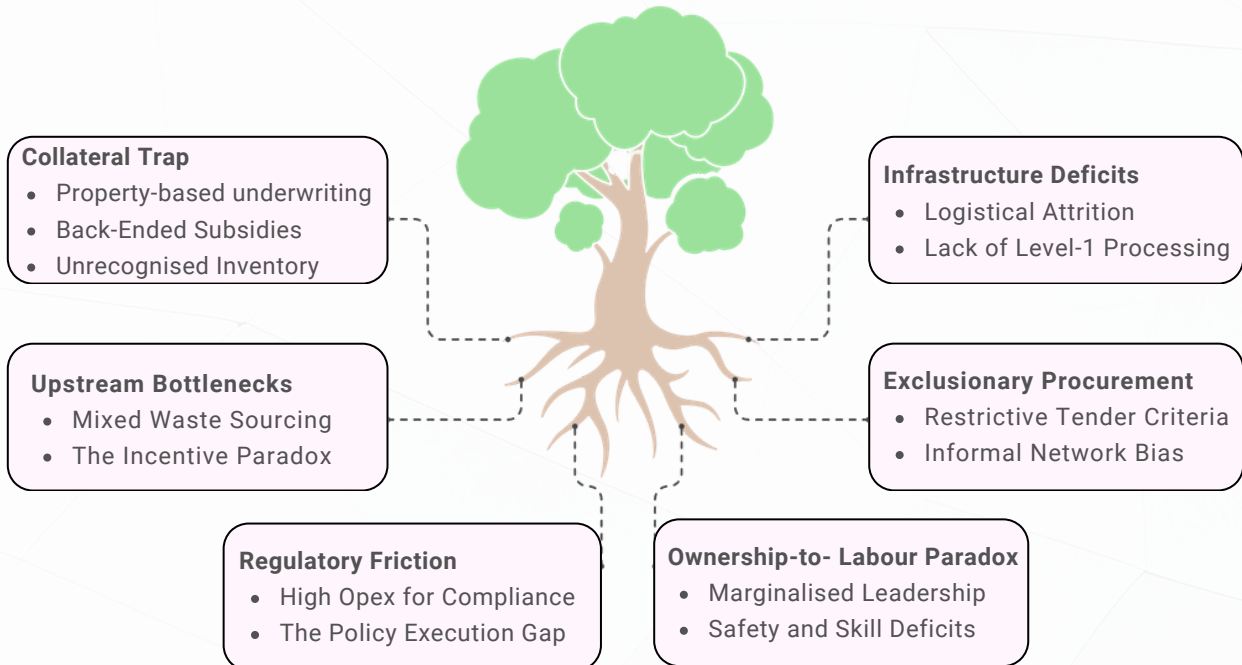 Collateral Trap
• Property-based underwriting
• Back-Ended Subsidies
• Unrecognised Inventory
Upstream Bottlenecks
• Mixed Waste Sourcing
• The Incentive Paradox
Regulatory Friction
• High Opex for Compliance
• The Policy Execution Gap
Infrastructure Deficits
• Logistical Attrition
• Lack of Level-1 Processing
Exclusionary Procurement
• Restrictive Tender Criteria
• Informal Network Bias
Ownership-to- Labour Paradox
• Marginalised Leadership
• Safety and Skill Deficits